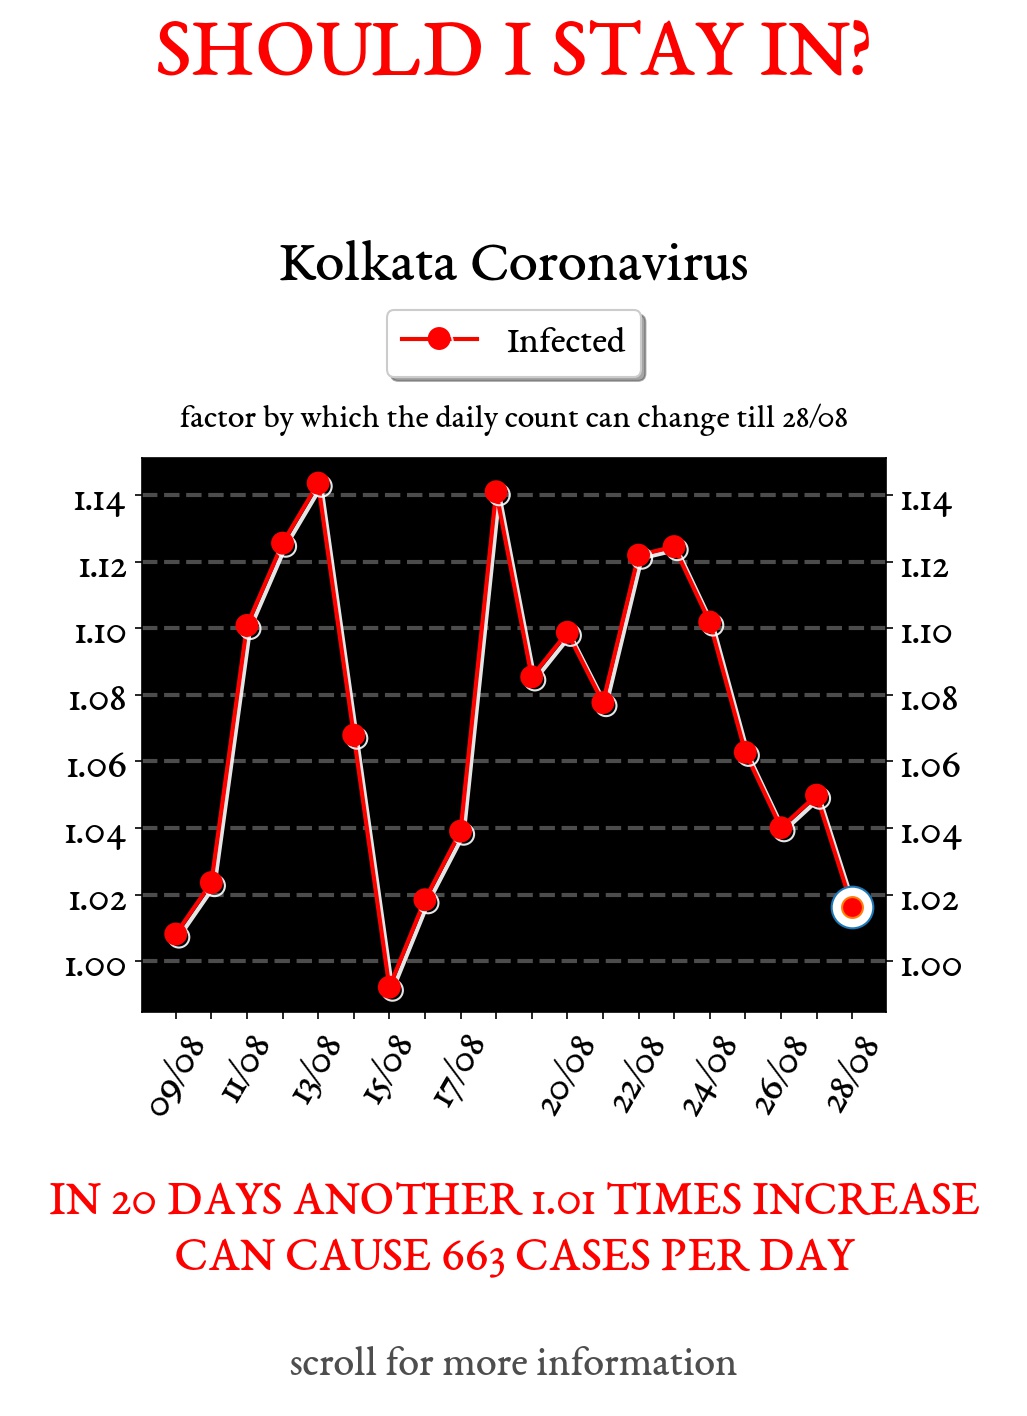 SHOULD I STAY IN?
Kolkata Coronavirus
Infected
factor by which the daily count can change till 28/08
1.14 1.14
1.12 1.12
1.10 1.10
1.08 1.08
1.06 1.06
1.04 1.04
1.02 1.02
1.00 1.00
09/08 11/08 13/08 15/08 17/08 20/08 22/08 24/08 26/08 28/08
IN 20 DAYS ANOTHER 1.01 TIMES INCREASE
CAN CAUSE 663 CASES PER DAY
scroll for more information